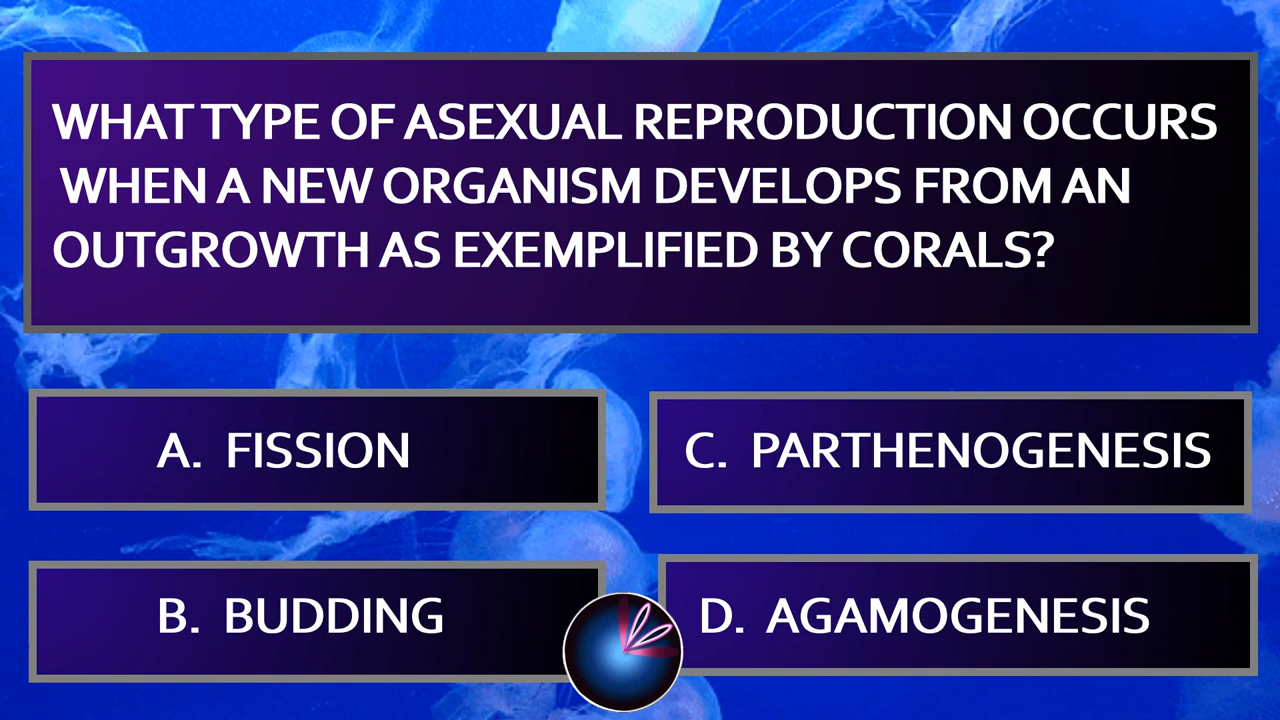 WHAT TYPE OF ASEXUAL REPRODUCTION OCCURS
WHEN A NEW ORGANISM DEVELOPS FROM AN
OUTGROWTH AS EXEMPLIFIED BY CORALS?
A. FISSION
B. BUDDING
C. PARTHENOGENESIS
D. AGAMOGENESIS